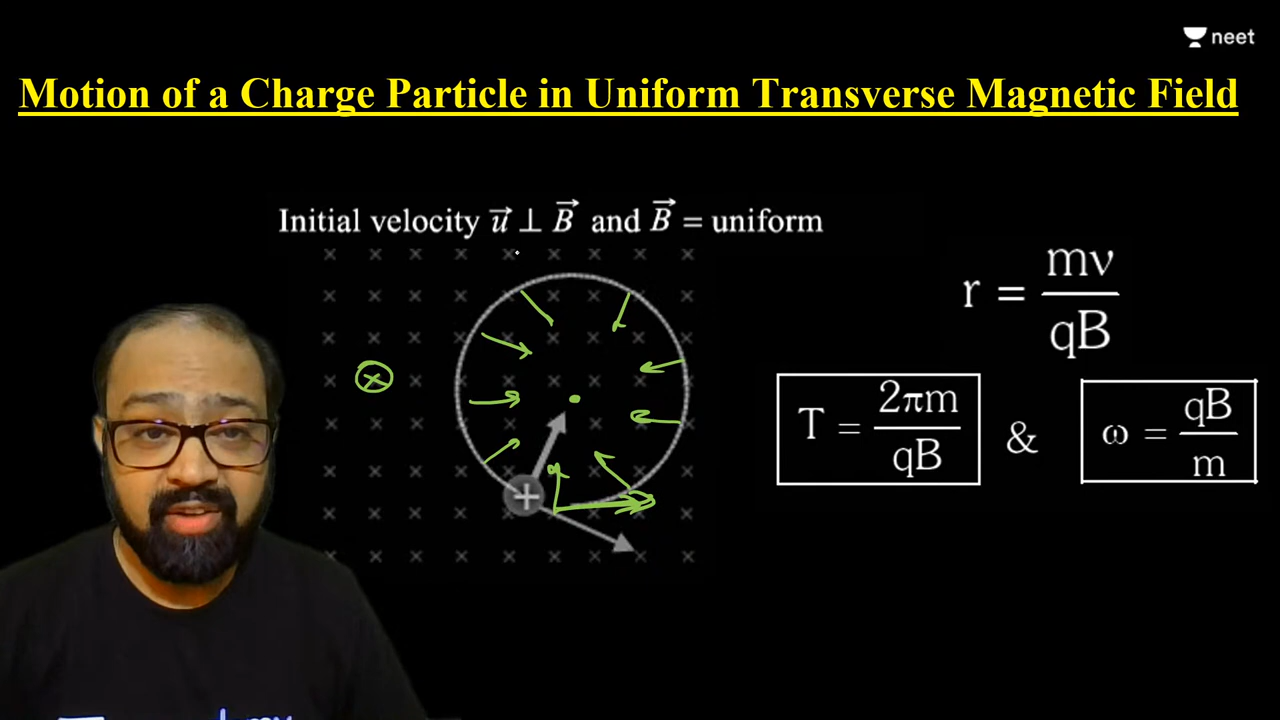 neet
Motion of a Charge Particle in Uniform Transverse Magnetic Field
Initial velocity u⃗ ⊥ B⃗ and B⃗ = uniform
r = mv/qB
T = 2πm/qB & ω = qB/m